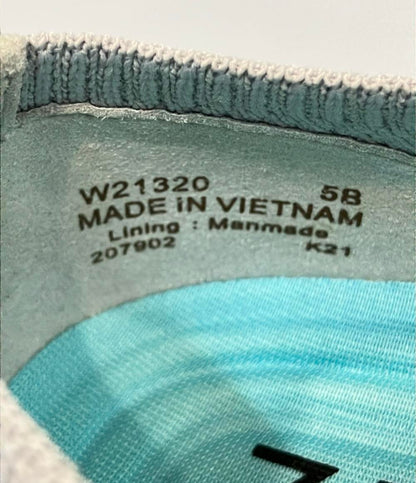 W21320 5B
MADE iN VIETNAM
Lining : Manmade
207902 K21